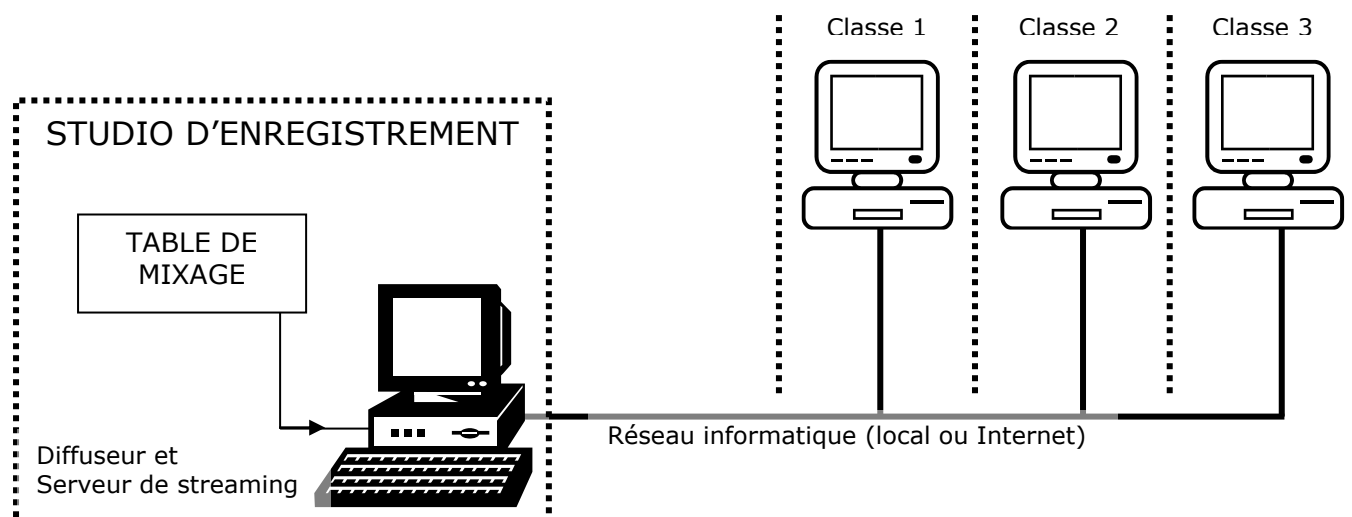 Classe 1
Classe 2
Classe 3
STUDIO D'ENREGISTREMENT
TABLE DE
MIXAGE
Réseau informatique (local ou Internet)
Diffuseur et
Serveur de streaming